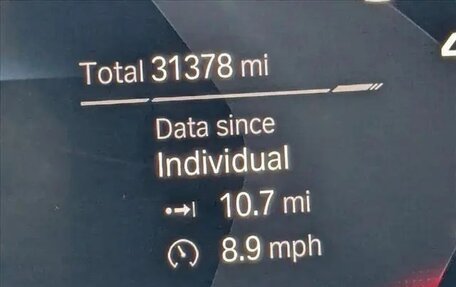 Total 31378 mi
Data since
Individual
10.7 mi
8.9 mph